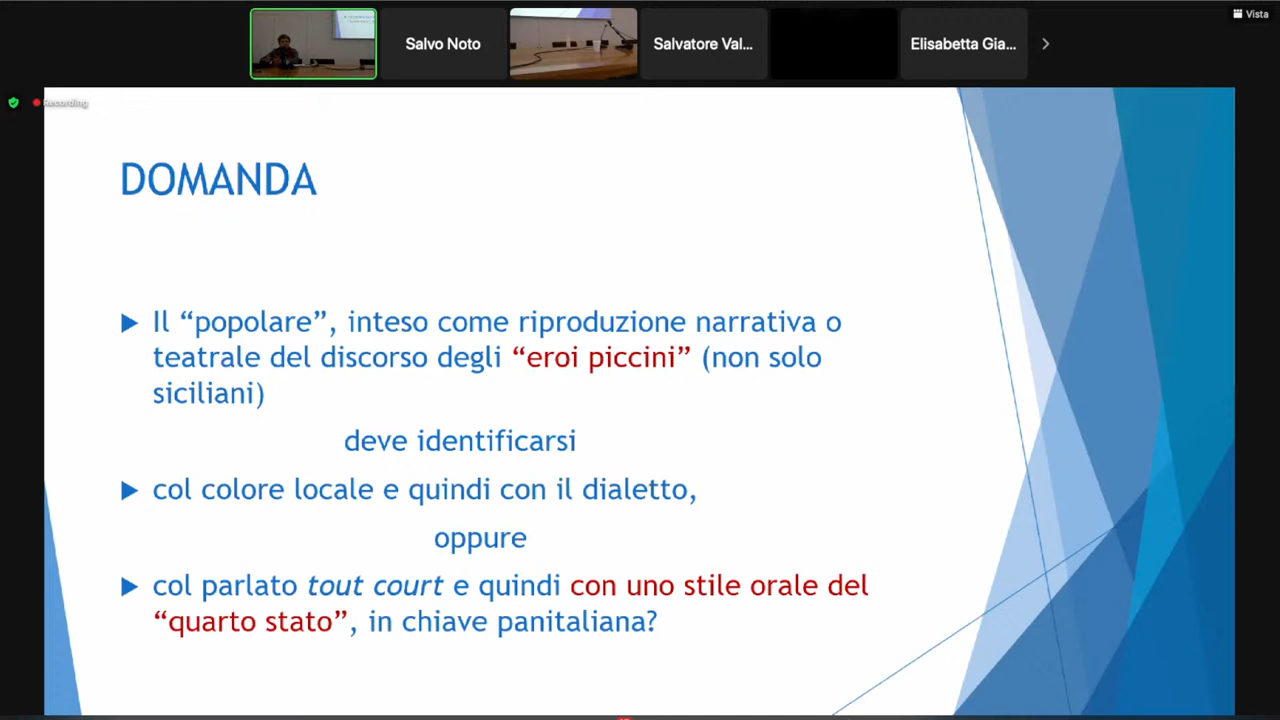 Vista
Salvo Noto
Salvatore Val...
Elisabetta Gia...
Recording
DOMANDA
Il “popolare”, inteso come riproduzione narrativa o
teatrale del discorso degli “eroi piccini” (non solo
siciliani)
deve identificarsi
col colore locale e quindi con il dialetto,
oppure
col parlato tout court e quindi con uno stile orale del
“quarto stato”, in chiave panitaliana?